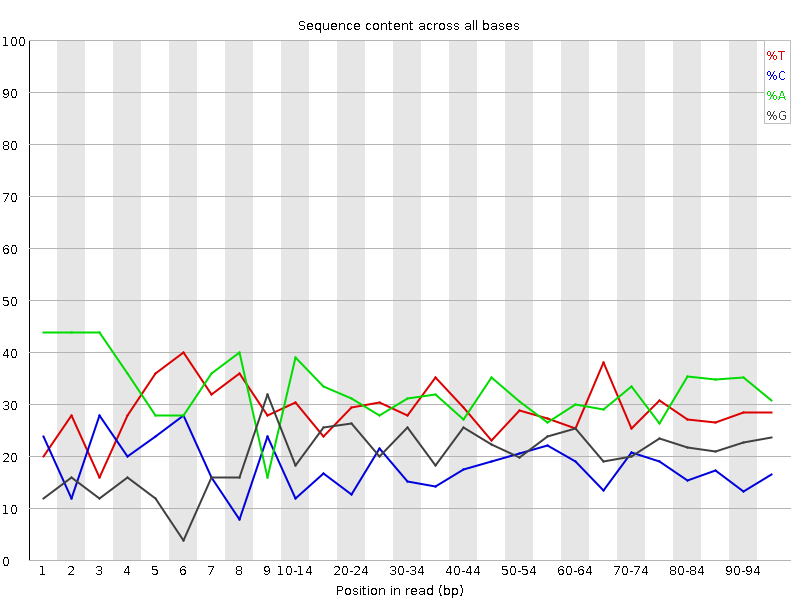 Sequence content across all bases
100
90
80
70
60
50
40
30
20
10
0
%T
%C
%A
%G
1 2 3 4 5 6 7 8 9 10-14 20-24 30-34 40-44 50-54 60-64 70-74 80-84 90-94
Position in read (bp)